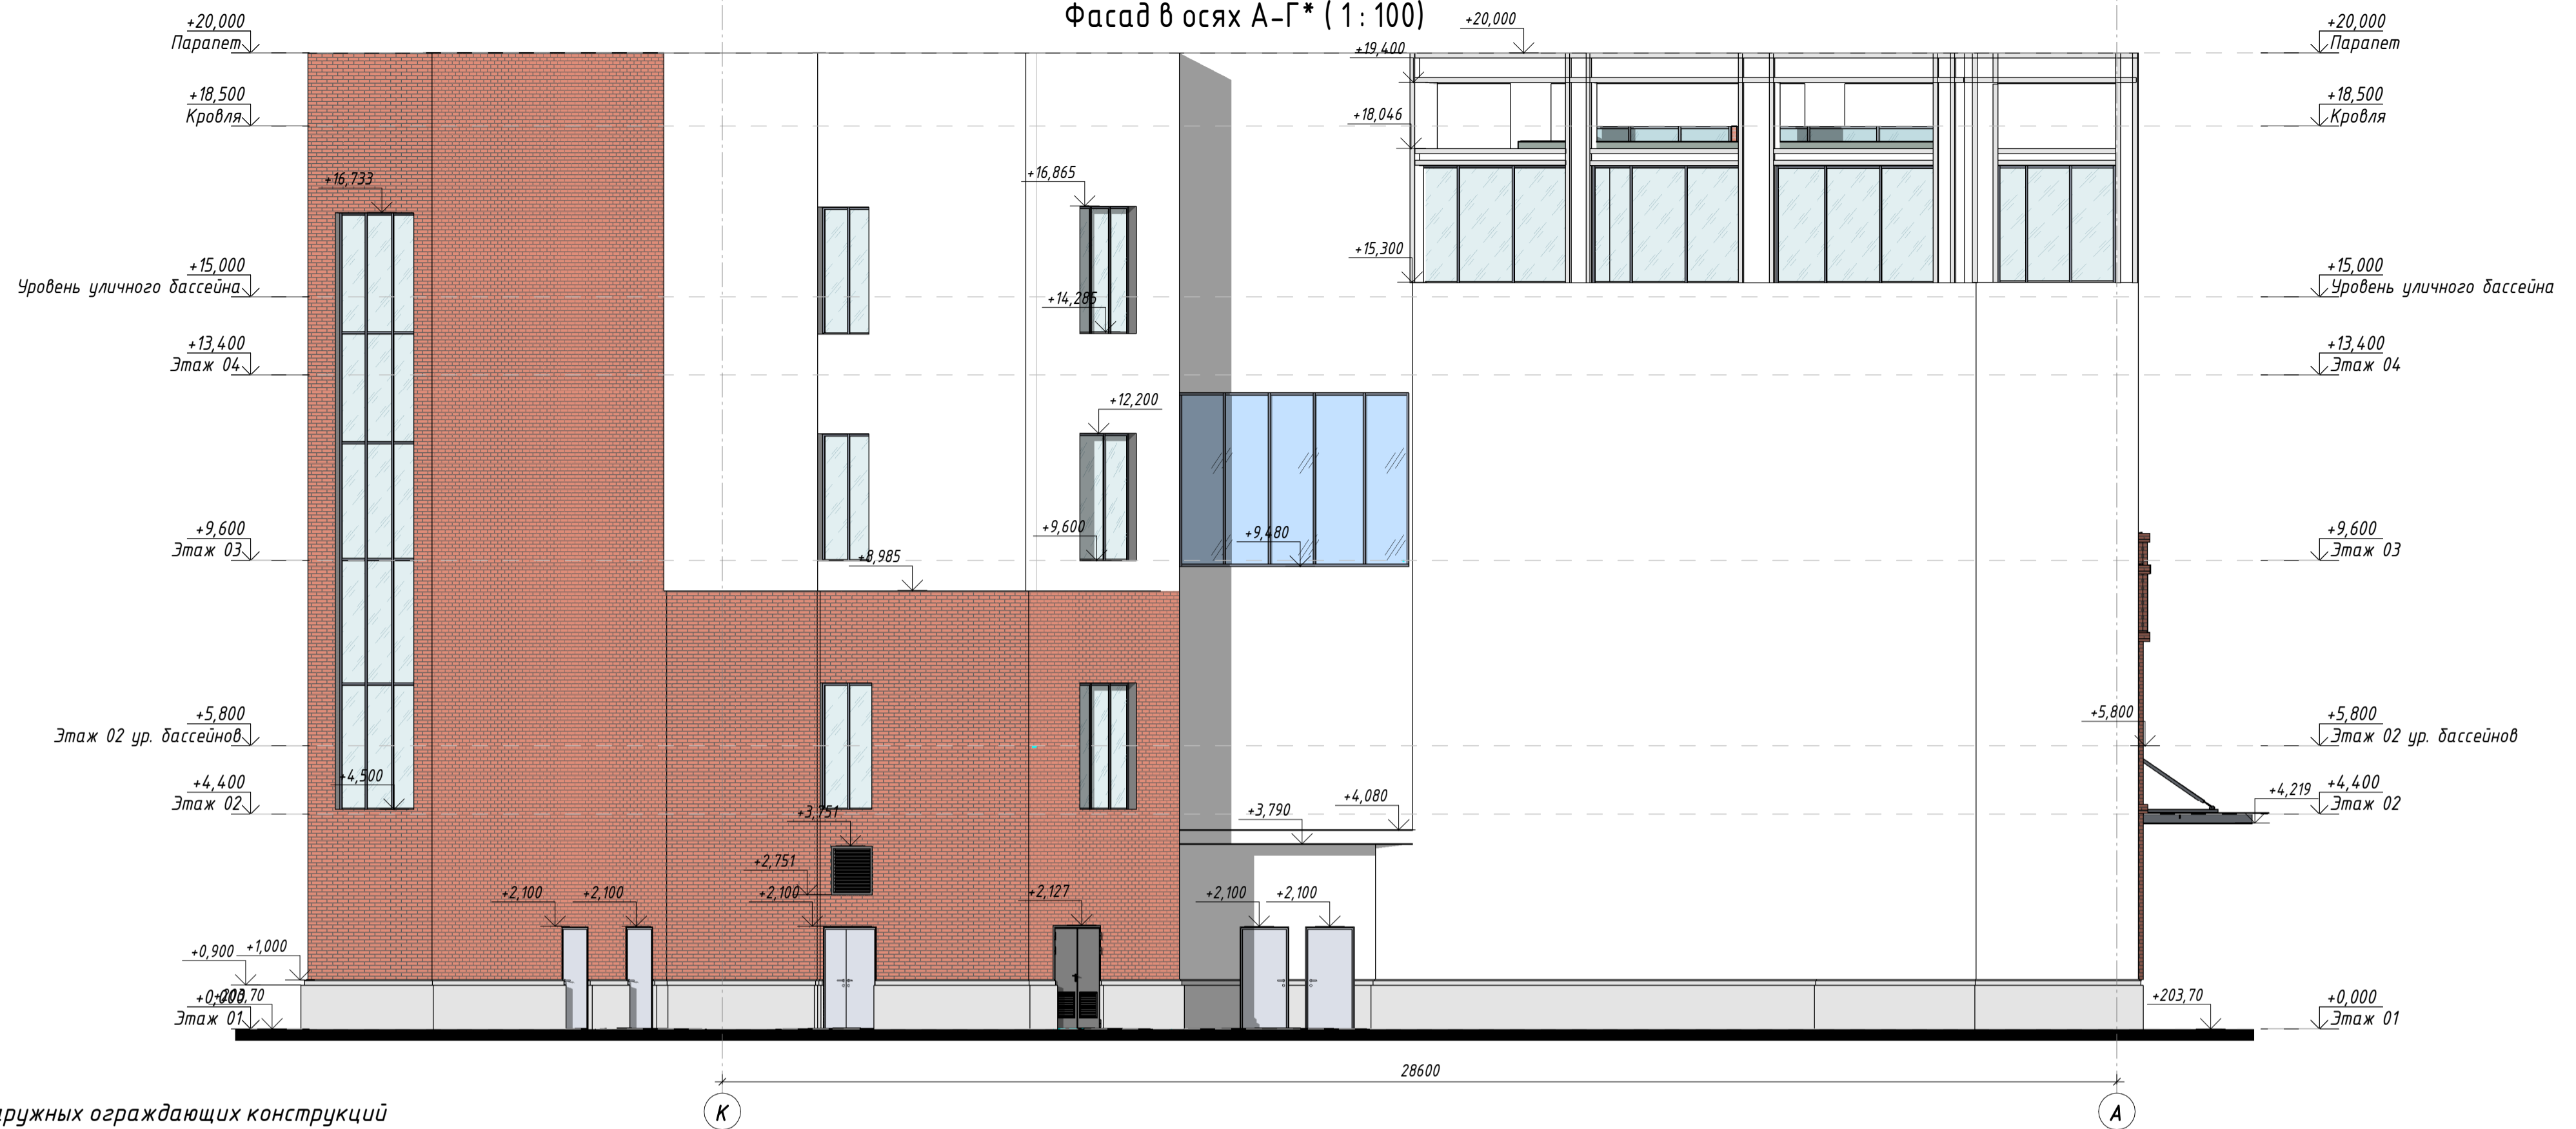 Фасад в осях А-Г* ( 1 : 100)
+20,000
Парапет
+18,500
Кровля
+15,000
Уровень уличного бассейна
+13,400
Этаж 04
+9,600
Этаж 03
+5,800
Этаж 02 ур. бассейнов
+4,400
Этаж 02
+0,900
+1,000
+0,000
+203,70
Этаж 01
+16,733
+4,500
+2,100
+2,100
+3,751
+2,751
+2,100
+8,985
+16,865
+14,285
+12,200
+9,600
+2,127
+9,480
+3,790
+4,080
+2,100
+2,100
+20,000
+19,400
+18,046
+15,300
+5,800
+4,219
+203,70
+20,000
Парапет
+18,500
Кровля
+15,000
Уровень уличного бассейна
+13,400
Этаж 04
+9,600
Этаж 03
+5,800
Этаж 02 ур. бассейнов
+4,400
Этаж 02
+0,000
Этаж 01
28600
К
А
ограждающих конструкций